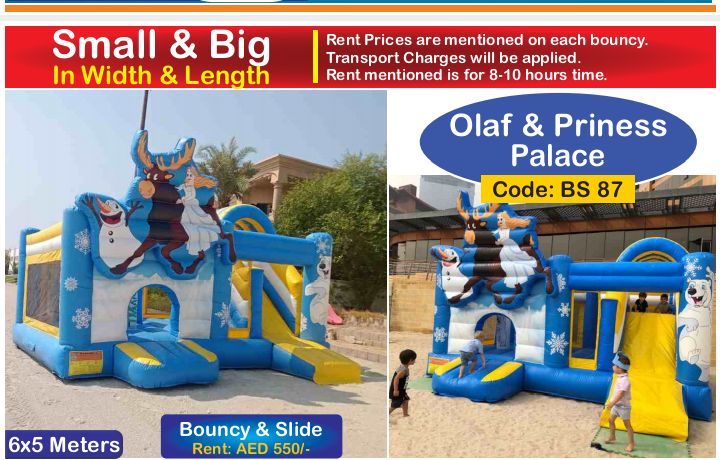 Small & Big
In Width & Length
Rent Prices are mentioned on each bouncy.
Transport Charges will be applied.
Rent mentioned is for 8-10 hours time.
Olaf & Priness
Palace
Code: BS 87
6x5 Meters
Bouncy & Slide
Rent: AED 550/-